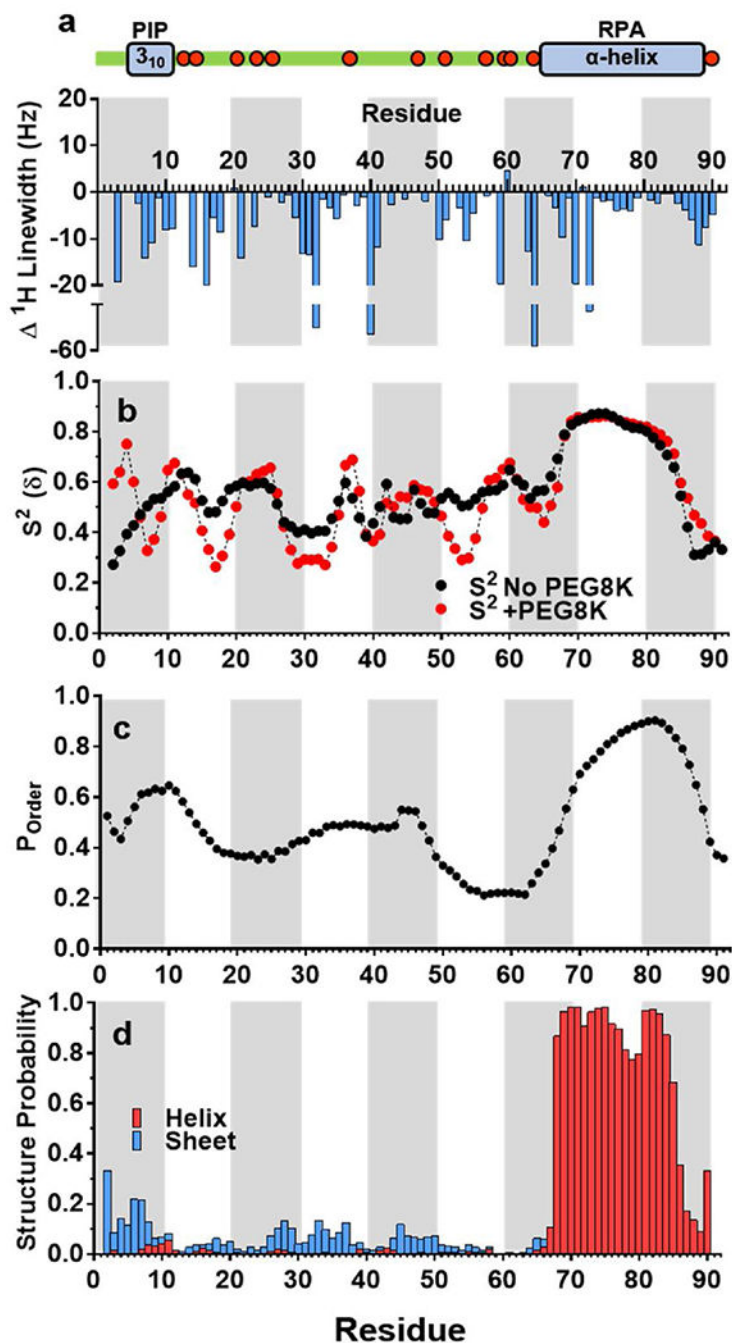 a
PIP
RPA
3₁₀
α-helix
Δ ¹H Linewidth (Hz)
20
10
0
-10
-20
-60
Residue
10 20 30 40 50 60 70 80 90
b
S² (δ)
1.0
0.8
0.6
0.4
0.2
0.0
S² No PEG8K
S² +PEG8K
0 10 20 30 40 50 60 70 80 90
c
P_Order
1.0
0.8
0.6
0.4
0.2
0.0
0 10 20 30 40 50 60 70 80 90
d
Structure Probability
1.0
0.8
0.6
0.4
0.2
0.0
Helix
Sheet
0 10 20 30 40 50 60 70 80 90
Residue